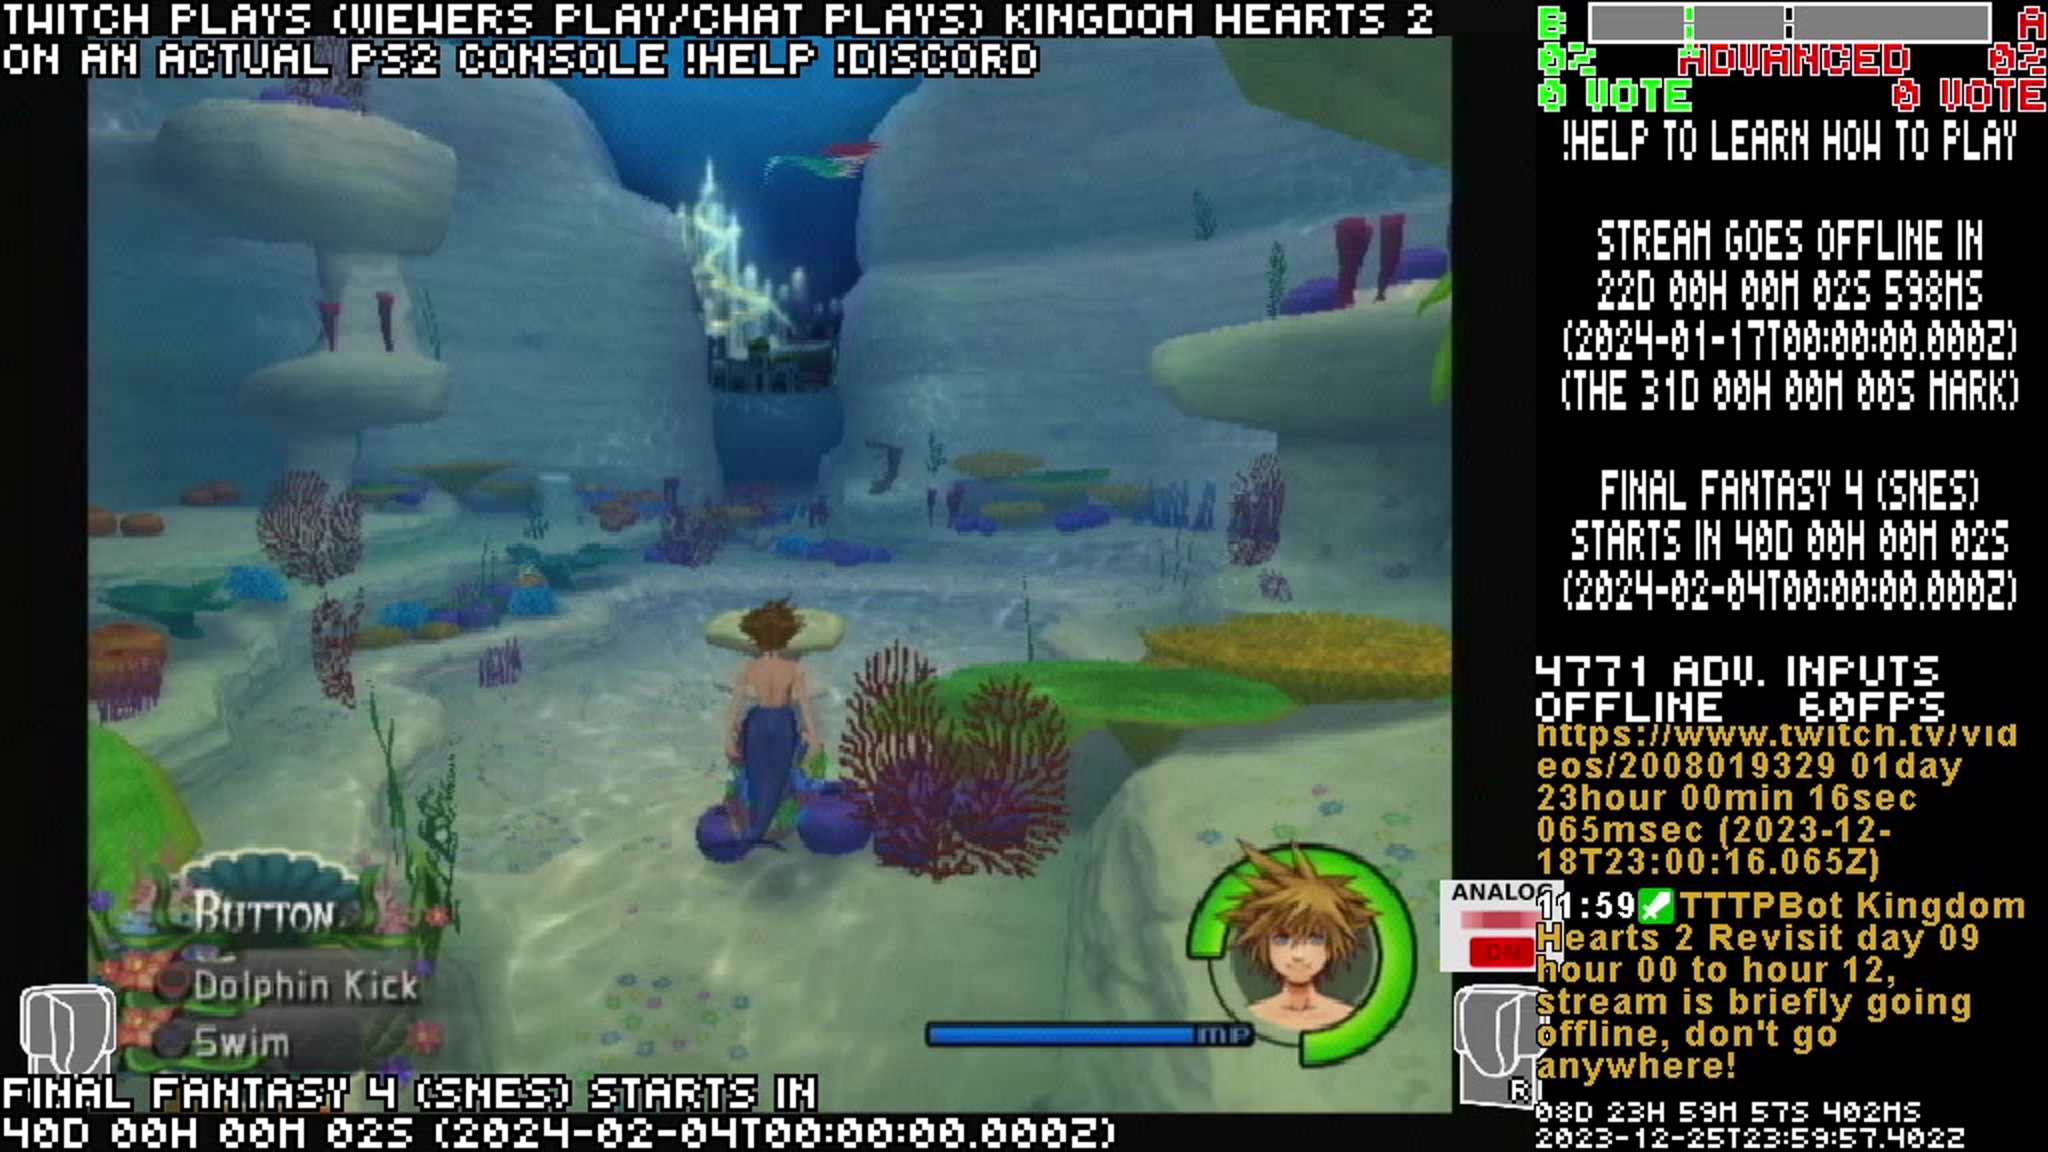 TWITCH PLAYS (VIEWERS PLAY/CHAT PLAYS) KINGDOM HEARTS 2
ON AN ACTUAL PS2 CONSOLE !HELP !DISCORD
B A
0% ADVANCED 0%
0 VOTE 0 VOTE
!HELP TO LEARN HOW TO PLAY
STREAM GOES OFFLINE IN
22D 00H 00M 02S 598MS
(2024-01-17T00:00:00.000Z)
(THE 31D 00H 00M 00S MARK)
FINAL FANTASY 4 (SNES)
STARTS IN 40D 00H 00M 02S
(2024-02-04T00:00:00.000Z)
4771 ADV. INPUTS
OFFLINE 60FPS
https://www.twitch.tv/vid
eos/2008019329 01day
23hour 00min 16sec
065msec (2023-12-
18T23:00:16.065Z)
11:59 TTTPBot Kingdom
Hearts 2 Revisit day 09
hour 00 to hour 12,
stream is briefly going
offline, don't go
anywhere!
08D 23H 59M 57S 402MS
2023-12-25T23:59:57.402Z
BUTTON
Dolphin Kick
Swim
MP
ANALOG
ON
R
FINAL FANTASY 4 (SNES) STARTS IN
40D 00H 00M 02S (2024-02-04T00:00:00.000Z)